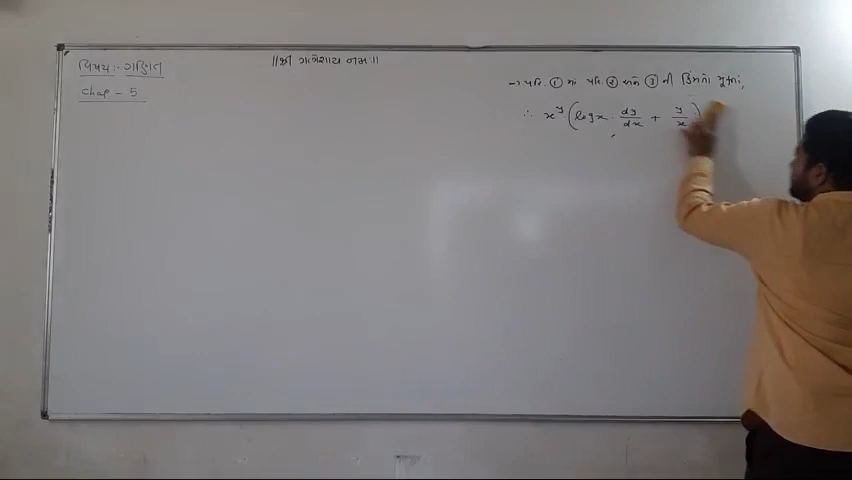 ॥શ્રી ગણેશાય નમઃ॥
વિષય:- ગણિત
Chap - 5
→ પરિ. ① માં પરિ. ② અને ③ ની કિંમતો મૂકતાં,
∴ x^y (log x · dy/dx + y/x)